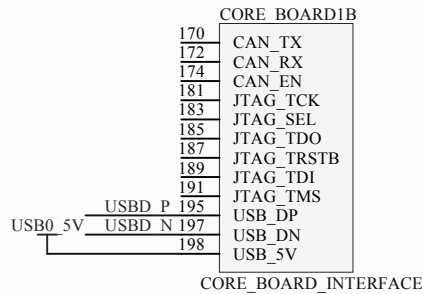 CORE_BOARD1B
170 CAN_TX
172 CAN_RX
174 CAN_EN
181 JTAG_TCK
183 JTAG_SEL
185 JTAG_TDO
187 JTAG_TRSTB
189 JTAG_TDI
191 JTAG_TMS
USBD_P 195 USB_DP
USB0_5V USBD_N 197 USB_DN
198 USB_5V
CORE_BOARD_INTERFACE